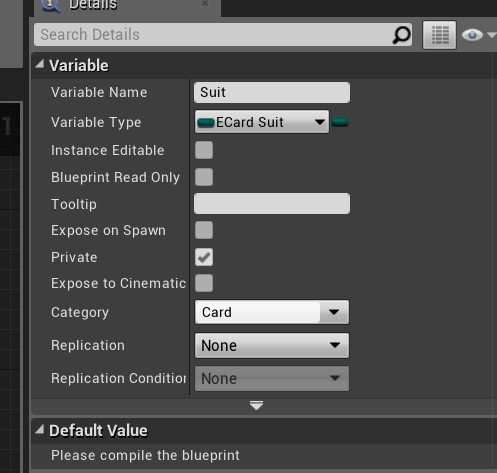 Details
Search Details
Variable
Variable Name Suit
Variable Type ECard Suit
Instance Editable
Blueprint Read Only
Tooltip
Expose on Spawn
Private
Expose to Cinematic
Category Card
Replication None
Replication Condition None
Default Value
Please compile the blueprint